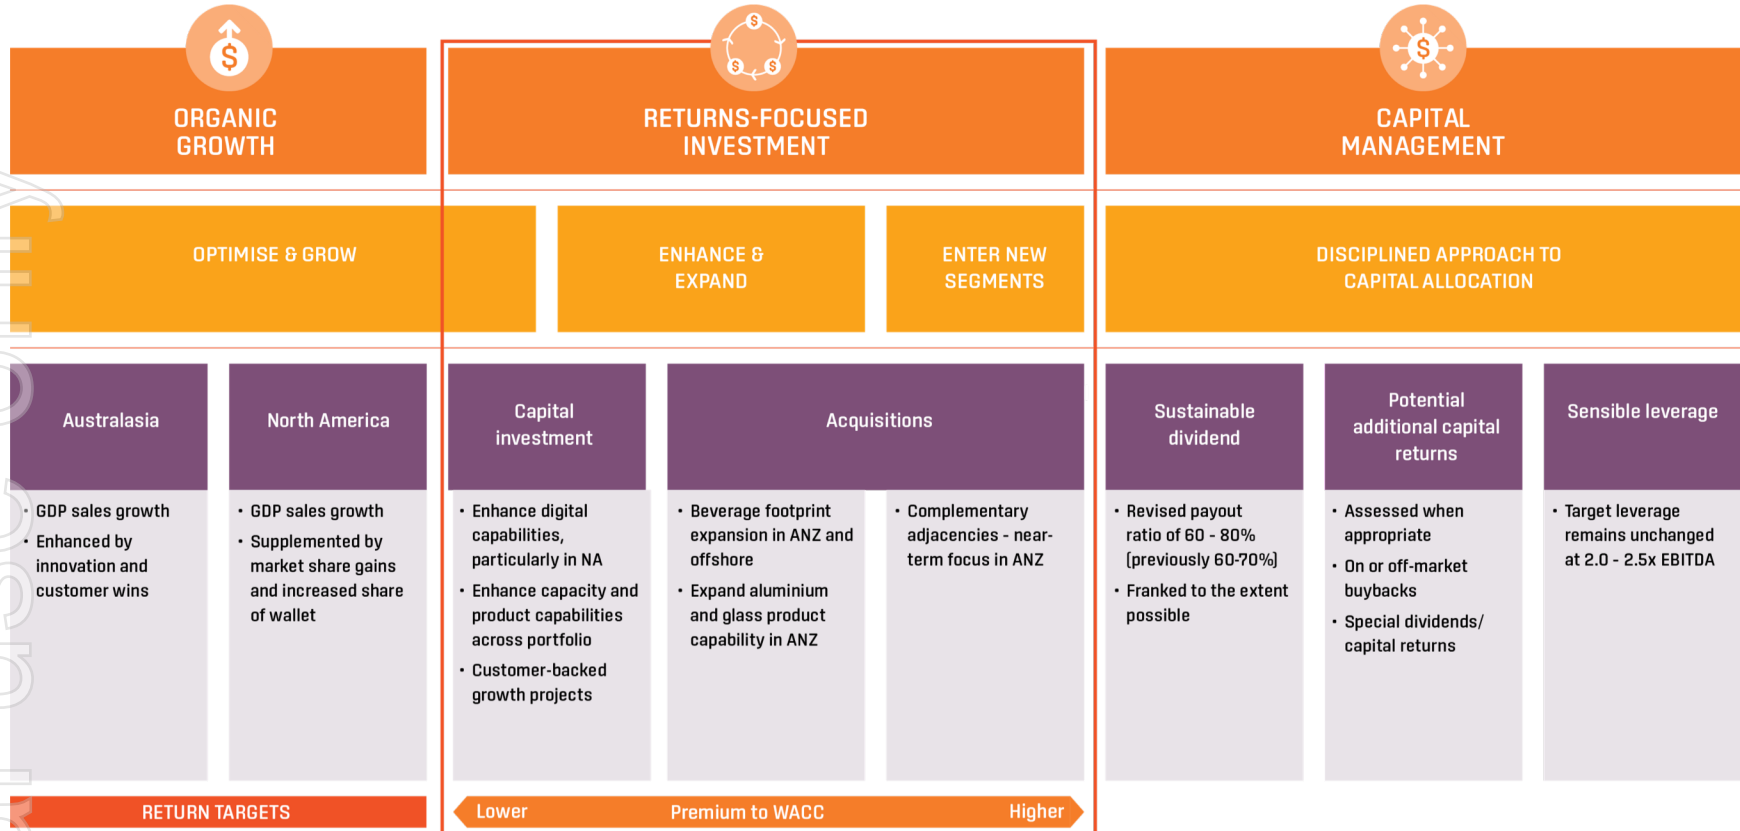 ORGANIC
GROWTH
RETURNS-FOCUSED
INVESTMENT
CAPITAL
MANAGEMENT
OPTIMISE & GROW
ENHANCE &
EXPAND
ENTER NEW
SEGMENTS
DISCIPLINED APPROACH TO
CAPITAL ALLOCATION
Australasia
• GDP sales growth
• Enhanced by
innovation and
customer wins
North America
• GDP sales growth
• Supplemented by
market share gains
and increased share
of wallet
Capital
investment
• Enhance digital
capabilities,
particularly in NA
• Enhance capacity and
product capabilities
across portfolio
• Customer-backed
growth projects
Acquisitions
• Beverage footprint
expansion in ANZ and
offshore
• Expand aluminium
and glass product
capability in ANZ
• Complementary
adjacencies - near-
term focus in ANZ
Sustainable
dividend
• Revised payout
ratio of 60 - 80%
(previously 60-70%)
• Franked to the extent
possible
Potential
additional capital
returns
• Assessed when
appropriate
• On or off-market
buybacks
• Special dividends/
capital returns
Sensible leverage
• Target leverage
remains unchanged
at 2.0 - 2.5x EBITDA
RETURN TARGETS
Lower Premium to WACC Higher